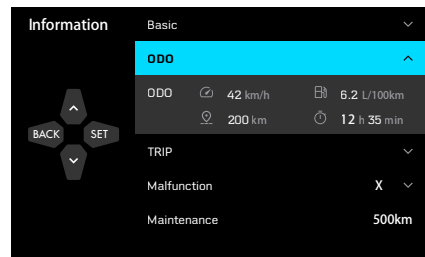 Information
Basic
ODO
ODO 42 km/h 6.2 L/100km
200 km 12 h 35 min
BACK SET
TRIP
Malfunction X
Maintenance 500km